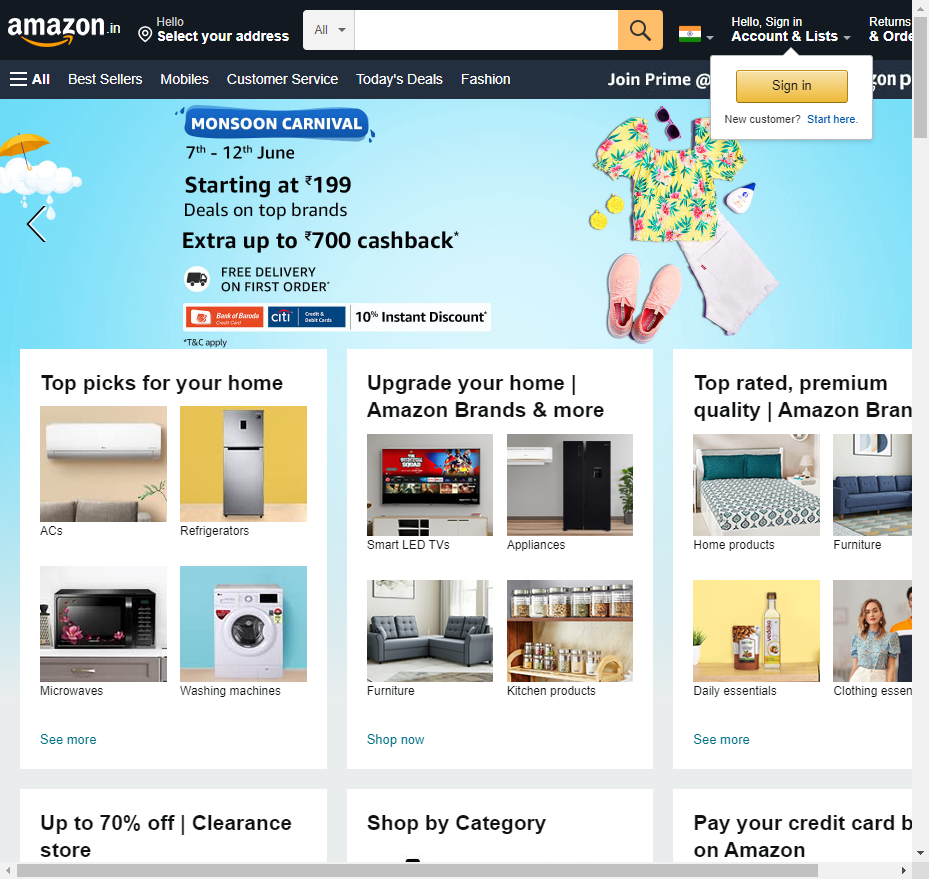 amazon.in
Hello
Select your address
All
Hello, Sign in
Account & Lists
Returns
& Orde
All
Best Sellers
Mobiles
Customer Service
Today's Deals
Fashion
Join Prime @
zon p
Sign in
New customer? Start here.
MONSOON CARNIVAL
7th - 12th June
Starting at ₹199
Deals on top brands
Extra up to ₹700 cashback*
FREE DELIVERY
ON FIRST ORDER*
Bank of Baroda
Credit Card
citi
Credit &
Debit Cards
10% Instant Discount*
*T&C apply
Top picks for your home
ACs
Refrigerators
Microwaves
Washing machines
See more
Upgrade your home |
Amazon Brands & more
Smart LED TVs
Appliances
Furniture
Kitchen products
Shop now
Top rated, premium
quality | Amazon Bran
Home products
Furniture
Daily essentials
Clothing essen
See more
Up to 70% off | Clearance
store
Shop by Category
Pay your credit card b
on Amazon